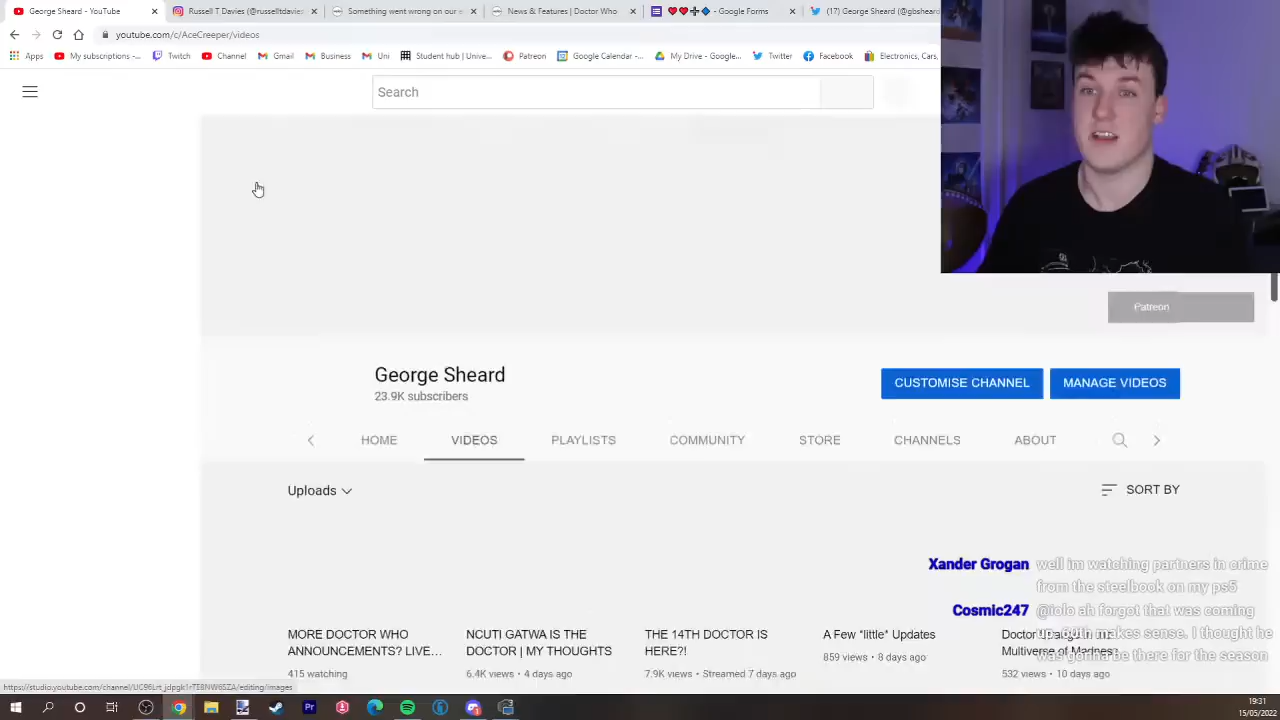 George Sheard - YouTube
Russell T Davies (@russelltdavies
Something went wrong on our e
News & Features | Doctor Who
Google Forms
(17) George Sheard (@gbsheard
youtube.com/c/AceCreeper/videos
Apps
My subscriptions -...
Twitch
Channel
Gmail
Business
Uni
Student hub | Unive...
Patreon
Google Calendar -...
My Drive - Google...
Twitter
Facebook
Electronics, Cars,
Search
Patreon
George Sheard
23.9K subscribers
CUSTOMISE CHANNEL
MANAGE VIDEOS
HOME
VIDEOS
PLAYLISTS
COMMUNITY
STORE
CHANNELS
ABOUT
Uploads
SORT BY
Xander Grogan well im watching partners in crime
from the steelbook on my ps5
Cosmic247 @iolo ah forgot that was coming
up, 60th makes sense. I thought he
was gonna be there for the season
MORE DOCTOR WHO
ANNOUNCEMENTS? LIVE...
415 watching
NCUTI GATWA IS THE
DOCTOR | MY THOUGHTS
6.4K views • 4 days ago
THE 14TH DOCTOR IS
HERE?!
7.9K views • Streamed 7 days ago
A Few *little* Updates
859 views • 8 days ago
Doctor
Multiverse of Madness
532 views • 10 days ago
19:31
15/05/2022